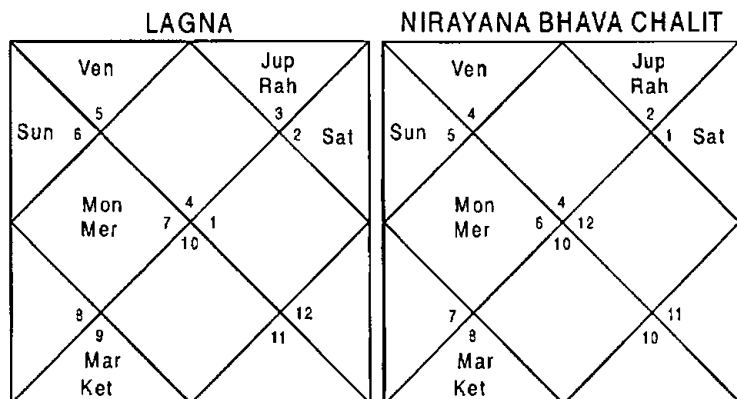 LAGNA
Ven
Jup
Rah
5
3
Sun
6
2
Sat
4
Mon
Mer
7
1
10
8
12
9
11
Mar
Ket
NIRAYANA BHAVA CHALIT
Ven
Jup
Rah
4
2
Sun
5
1
Sat
4
Mon
Mer
6
12
10
7
11
8
10
Mar
Ket